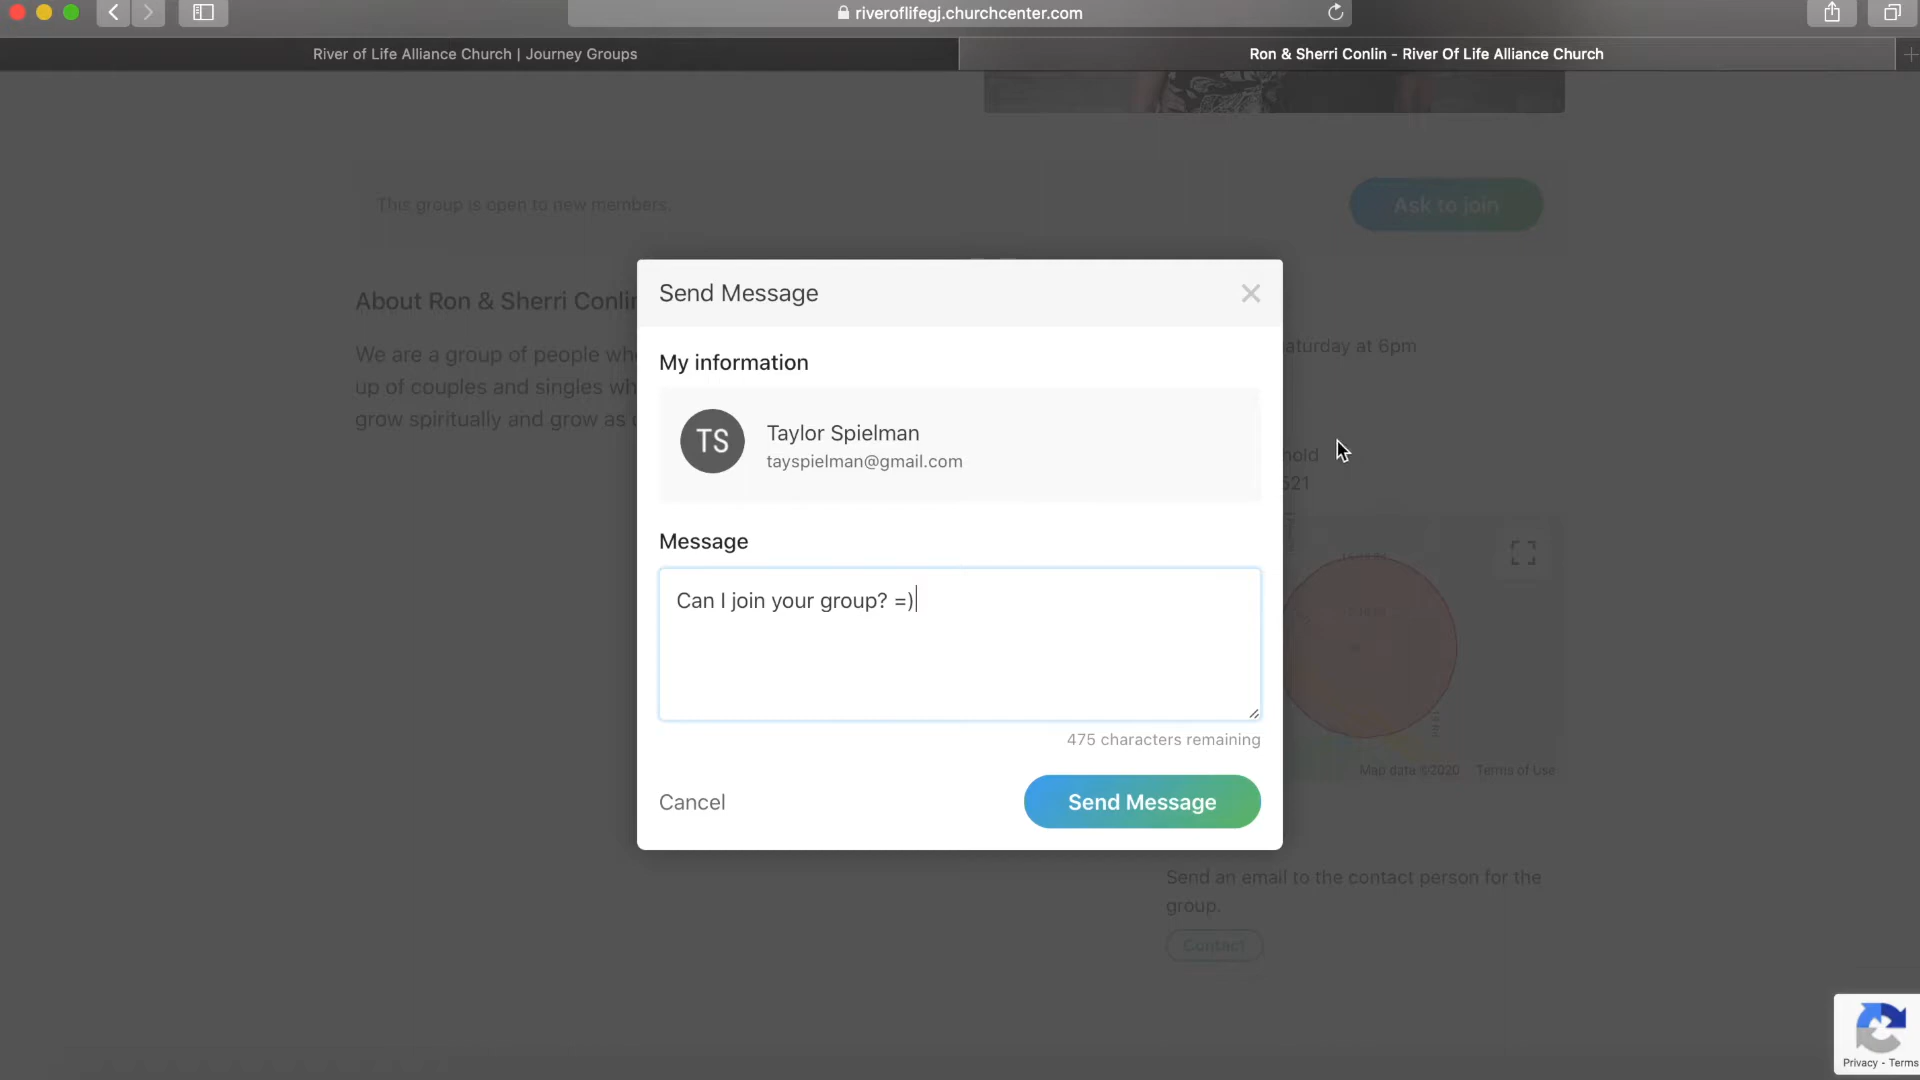 riveroflifegj.churchcenter.com
River of Life Alliance Church | Journey Groups
Ron & Sherri Conlin - River Of Life Alliance Church
This group is open to new members.
Ask to join
Send Message
About Ron & Sherri Conlin
My information
We are a group of people
aturday at 6pm
up of couples and singles
grow spiritually and grow as
TS
Taylor Spielman
tayspielman@gmail.com
521
Message
Can I join your group? =)
475 characters remaining
Map data ©2020
Terms of Use
Cancel
Send Message
Send an email to the contact person for the
group.
Contact
Privacy - Terms